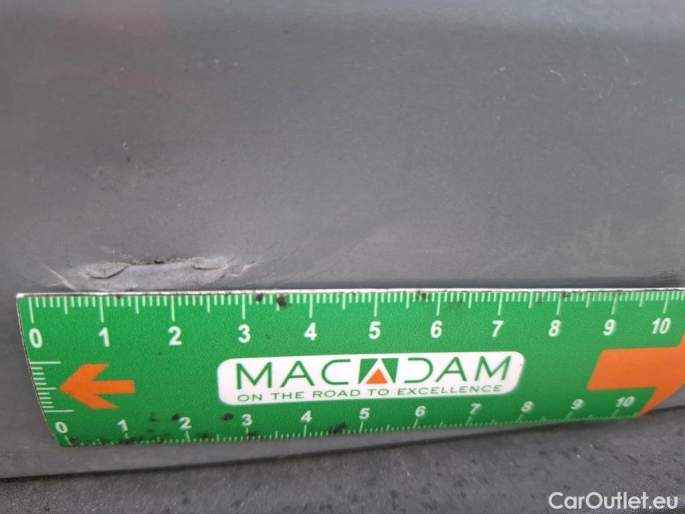 0 1 2 3 4 5 6 7 8 9 10
MACADAM
ON THE ROAD TO EXCELLENCE
0 1 2 3 4 5 6 7 8 9 10
CarOutlet.eu